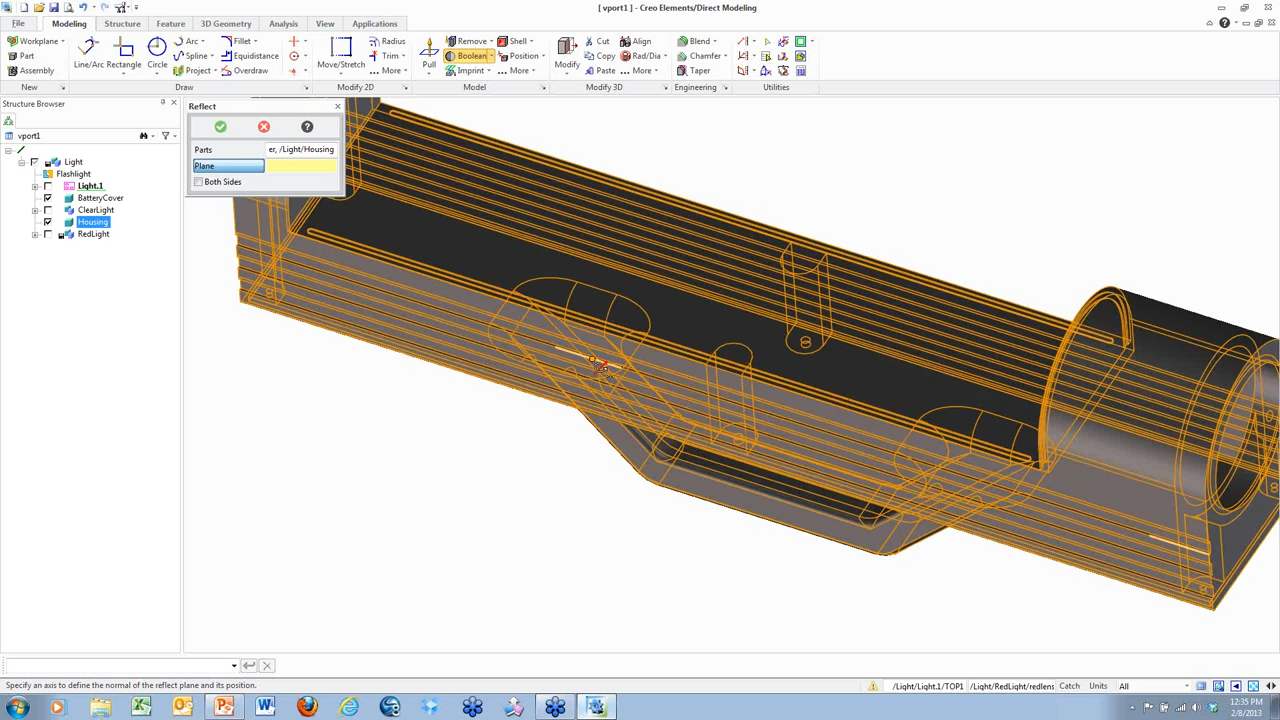 [ vport1 ] - Creo Elements/Direct Modeling
File Modeling Structure Feature 3D Geometry Analysis View Applications
Workplane Arc Fillet Radius Remove Shell Cut Align Blend
Part Line/Arc Rectangle Circle Spline Equidistance Move/Stretch Trim Pull Boolean Position Modify Copy Rad/Dia Chamfer
Assembly Project Overdraw More Imprint More Paste More Taper
New Draw Modify 2D Model Modify 3D Engineering Utilities
Structure Browser
vport1
Light
Flashlight
Light.1
BatteryCover
ClearLight
Housing
RedLight
Reflect
Parts er, /Light/Housing
Plane
Both Sides
Specify an axis to define the normal of the reflect plane and its position. /Light/Light.1/TOP1 /Light/RedLight/redlens Catch Units All
12:35 PM
2/8/2013